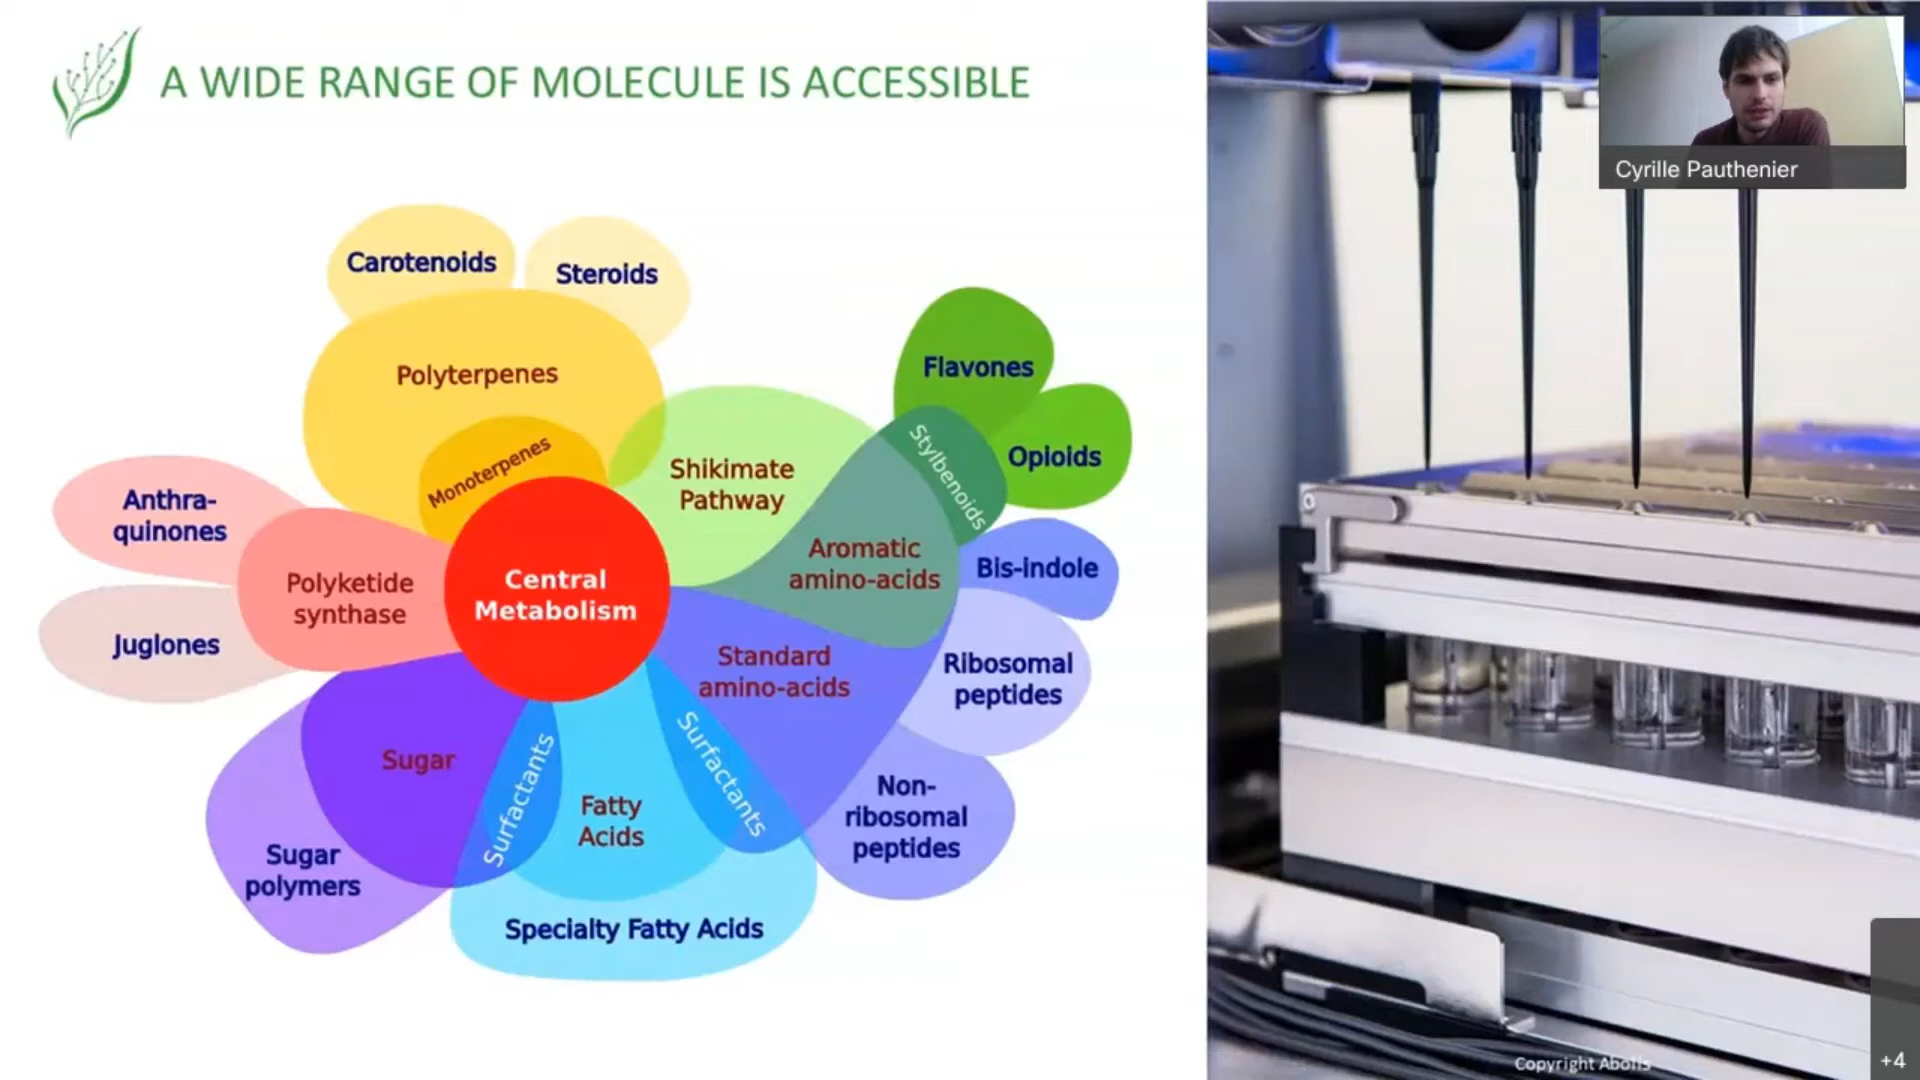 A WIDE RANGE OF MOLECULE IS ACCESSIBLE
Cyrille Pauthenier
Carotenoids
Steroids
Polyterpenes
Monoterpenes
Flavones
Opioids
Stylbenoids
Shikimate
Pathway
Anthra-
quinones
Aromatic
amino-acids
Bis-indole
Polyketide
synthase
Central
Metabolism
Juglones
Standard
amino-acids
Ribosomal
peptides
Sugar
Surfactants
Fatty
Acids
Surfactants
Non-
ribosomal
peptides
Sugar
polymers
Specialty Fatty Acids
Copyright Abolis
+4